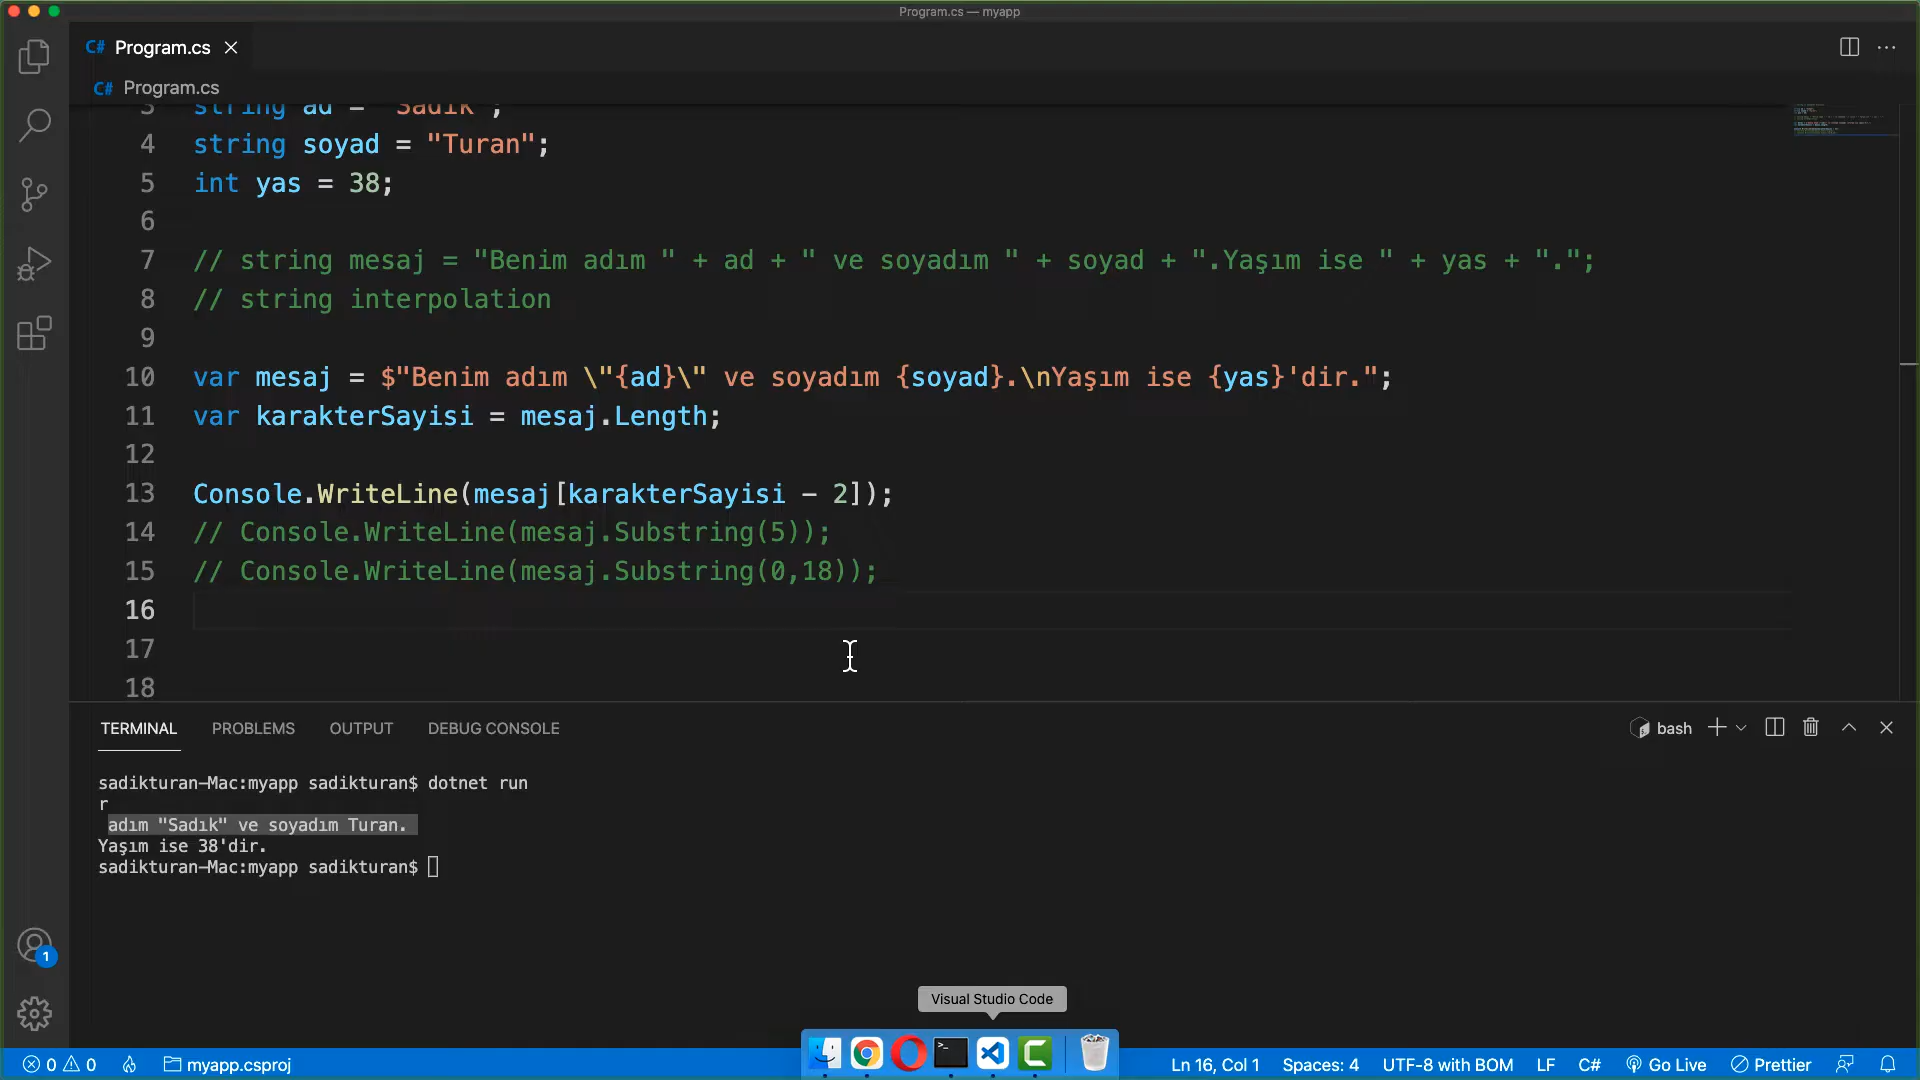 Program.cs — myapp
C# Program.cs
C# Program.cs
3 string ad = "Sadık";
4 string soyad = "Turan";
5 int yas = 38;
6
7 // string mesaj = "Benim adım " + ad + " ve soyadım " + soyad + ".Yaşım ise " + yas + ".";
8 // string interpolation
9
10 var mesaj = $"Benim adım \"{ad}\" ve soyadım {soyad}.\nYaşım ise {yas}'dir.";
11 var karakterSayisi = mesaj.Length;
12
13 Console.WriteLine(mesaj[karakterSayisi - 2]);
14 // Console.WriteLine(mesaj.Substring(5));
15 // Console.WriteLine(mesaj.Substring(0,18));
16
17
18
TERMINAL PROBLEMS OUTPUT DEBUG CONSOLE bash
sadikturan-Mac:myapp sadikturan$ dotnet run
r
adım "Sadık" ve soyadım Turan.
Yaşım ise 38'dir.
sadikturan-Mac:myapp sadikturan$
1
Visual Studio Code
0 0 myapp.csproj Ln 16, Col 1 Spaces: 4 UTF-8 with BOM LF C# Go Live Prettier